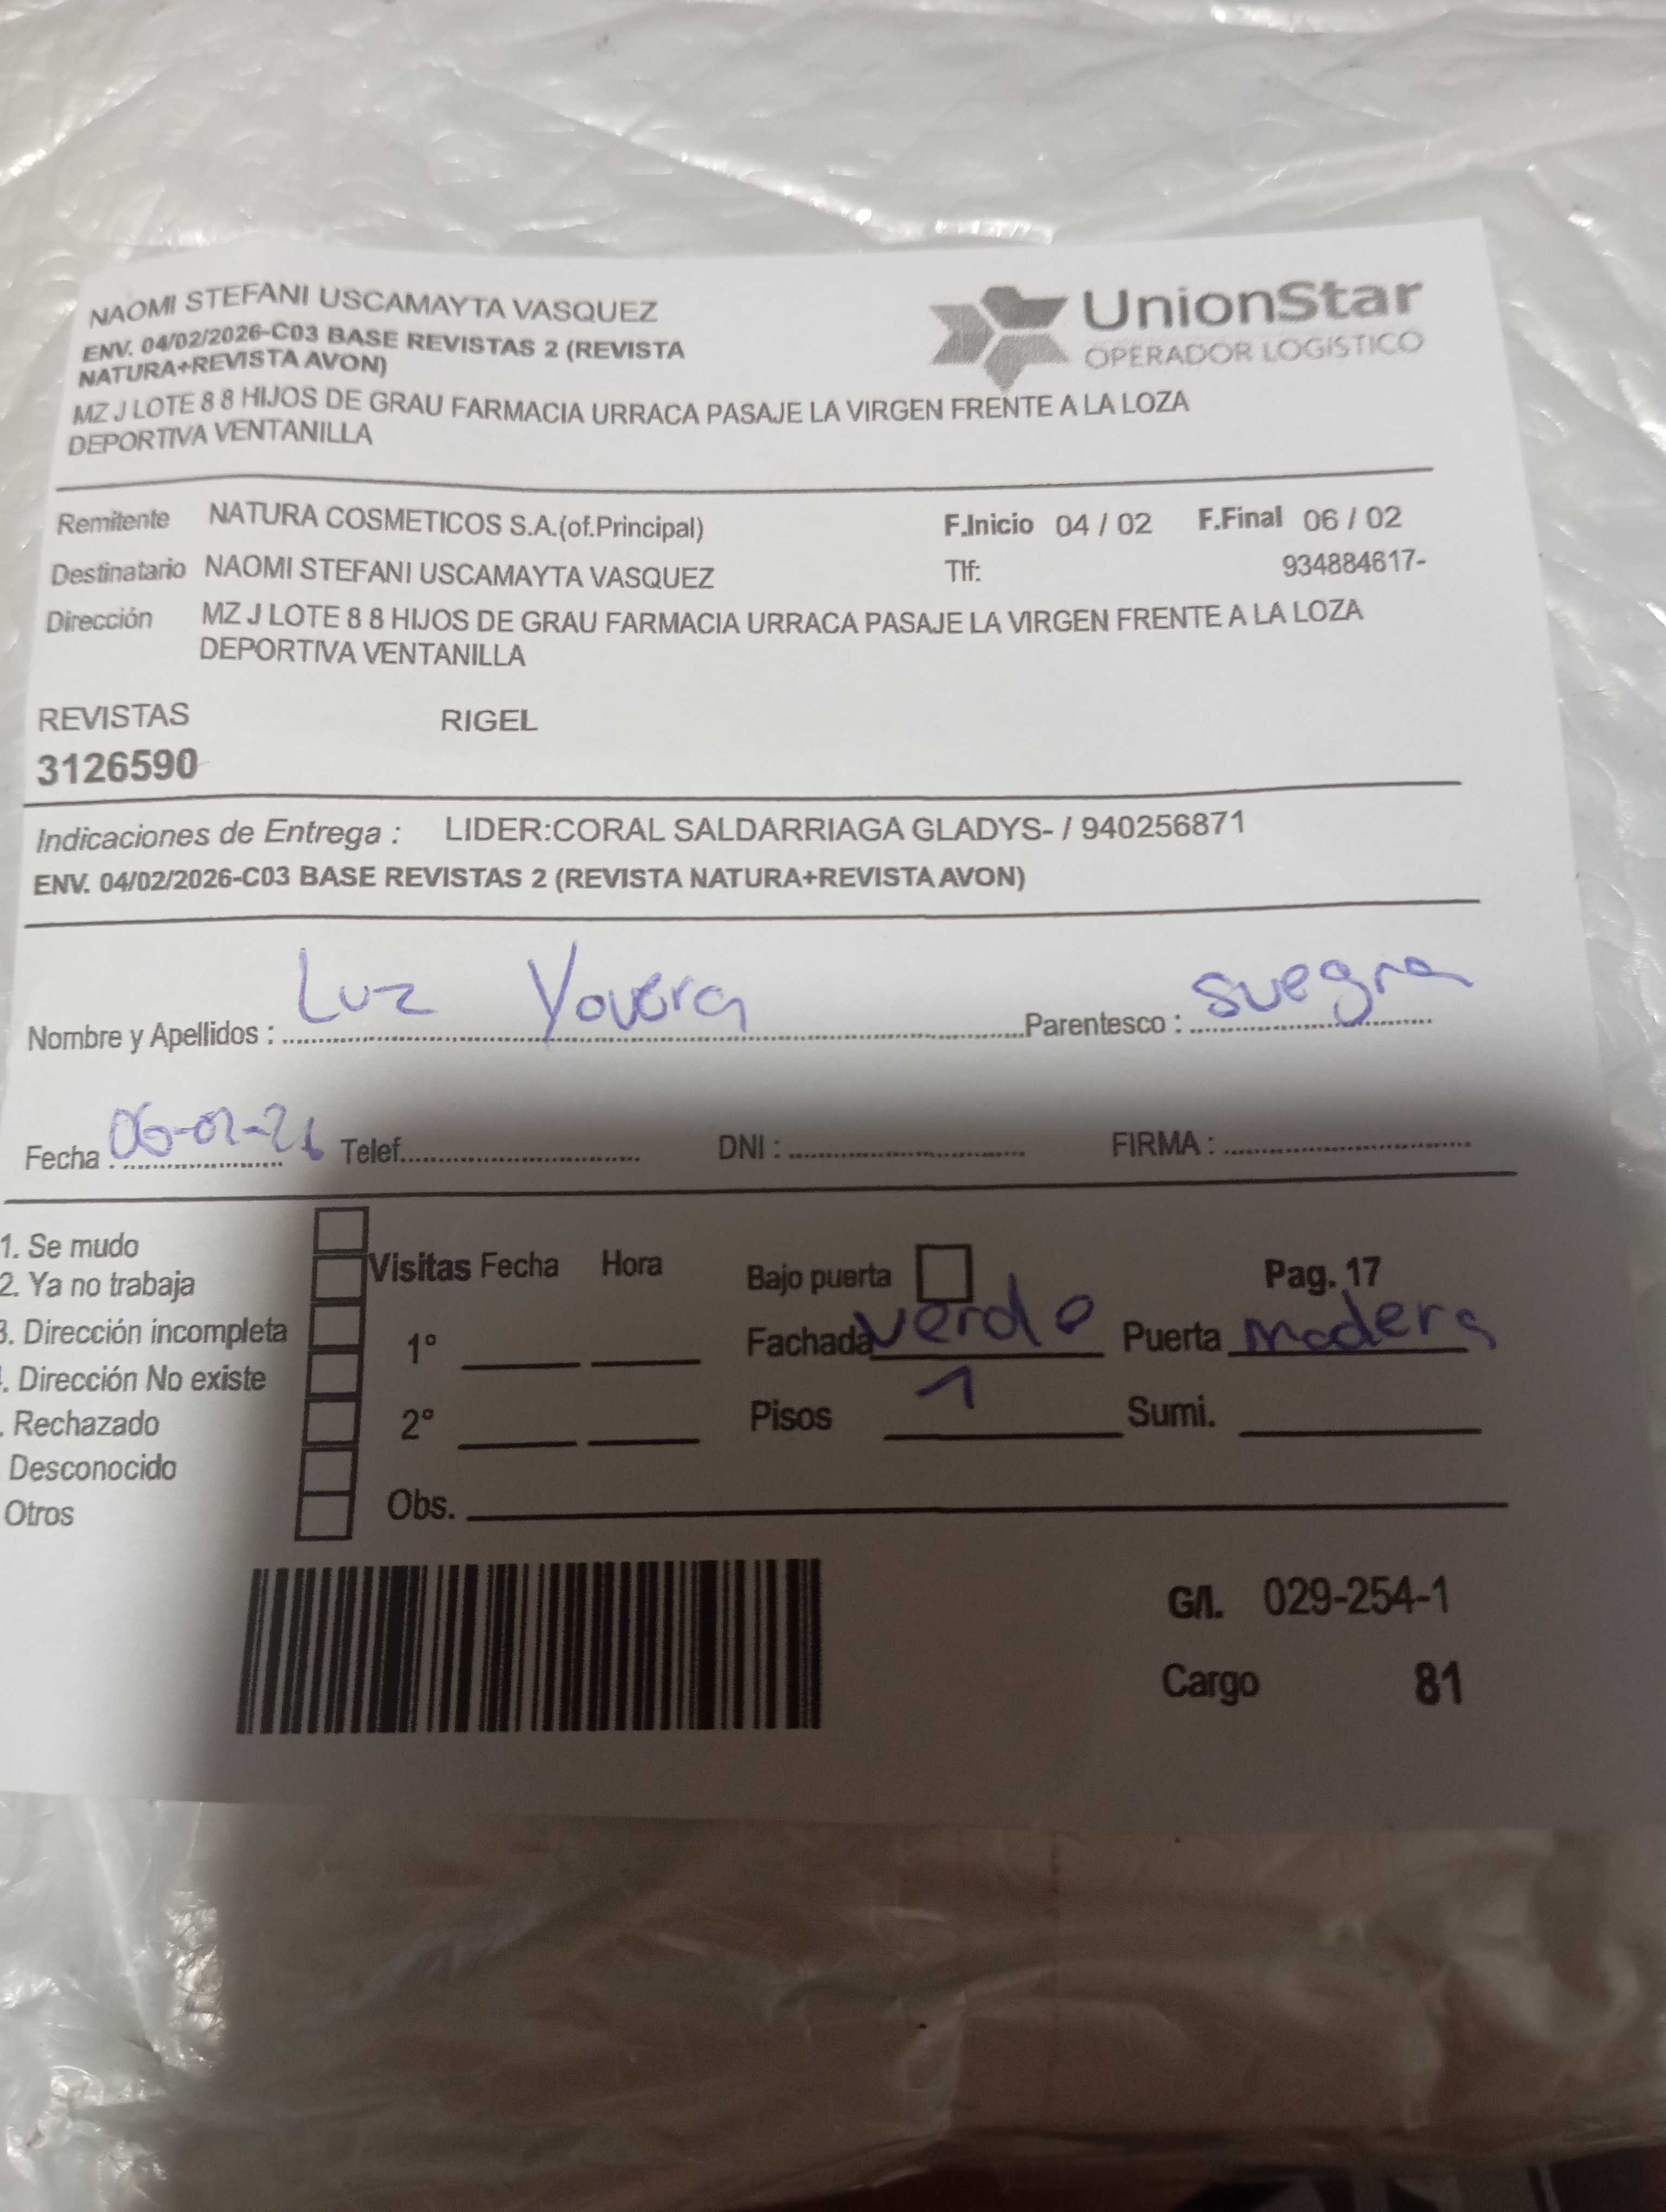 NAOMI STEFANI USCAMAYTA VASQUEZ
ENV. 04/02/2026-C03 BASE REVISTAS 2 (REVISTA
NATURA+REVISTA AVON)
MZ J LOTE 8 8 HIJOS DE GRAU FARMACIA URRACA PASAJE LA VIRGEN FRENTE A LA LOZA
DEPORTIVA VENTANILLA
UnionStar
OPERADOR LOGISTICO
Remitente NATURA COSMETICOS S.A.(of.Principal) F.Inicio 04 / 02 F.Final 06 / 02
Destinatario NAOMI STEFANI USCAMAYTA VASQUEZ Tlf: 934884617-
Dirección MZ J LOTE 8 8 HIJOS DE GRAU FARMACIA URRACA PASAJE LA VIRGEN FRENTE A LA LOZA
DEPORTIVA VENTANILLA
REVISTAS RIGEL
3126590
Indicaciones de Entrega : LIDER:CORAL SALDARRIAGA GLADYS- / 940256871
ENV. 04/02/2026-C03 BASE REVISTAS 2 (REVISTA NATURA+REVISTA AVON)
Nombre y Apellidos : Luz Yovera Parentesco : suegra
Fecha : Telef. DNI : FIRMA :
1. Se mudo
2. Ya no trabaja
3. Dirección incompleta
. Dirección No existe
. Rechazado
Desconocido
Otros
Visitas Fecha Hora
1°
2°
Obs.
Bajo puerta Pag. 17
Fachada verde Puerta madera
Pisos 1 Sumi.
G/l. 029-254-1
Cargo 81